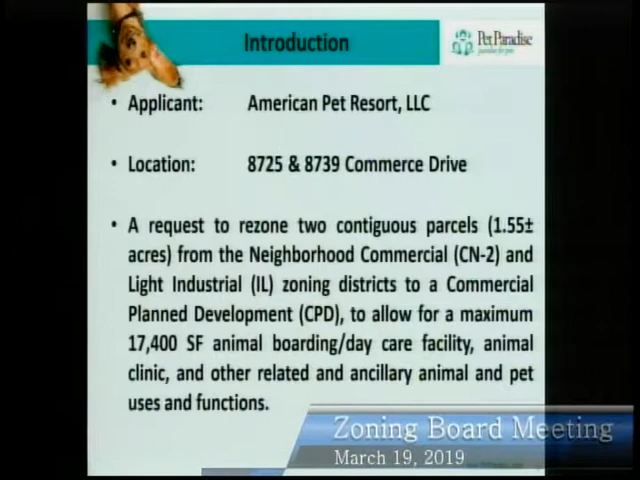 Introduction
Pet Paradise
• Applicant: American Pet Resort, LLC
• Location: 8725 & 8739 Commerce Drive
• A request to rezone two contiguous parcels (1.55±
acres) from the Neighborhood Commercial (CN-2) and
Light Industrial (IL) zoning districts to a Commercial
Planned Development (CPD), to allow for a maximum
17,400 SF animal boarding/day care facility, animal
clinic, and other related and ancillary animal and pet
uses and functions.
Zoning Board Meeting
March 19, 2019